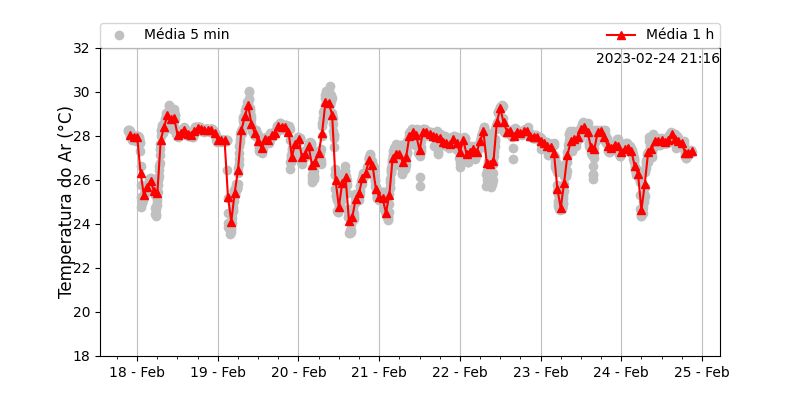 Média 5 min
Média 1 h
2023-02-24 21:16
Temperatura do Ar (°C)
32
30
28
26
24
22
20
18
18 - Feb
19 - Feb
20 - Feb
21 - Feb
22 - Feb
23 - Feb
24 - Feb
25 - Feb